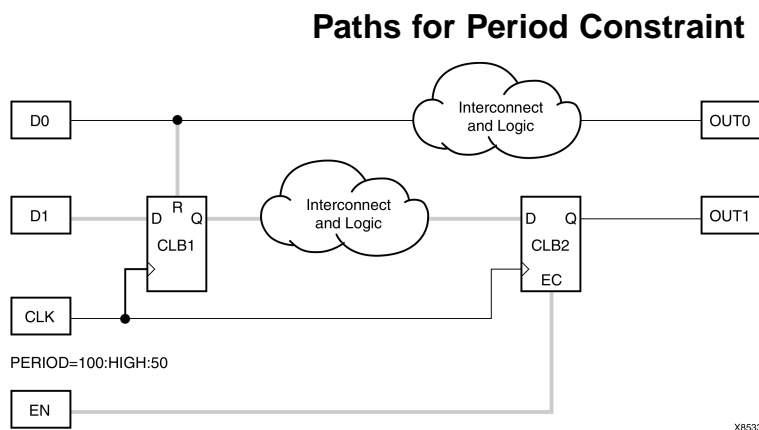 Paths for Period Constraint
Interconnect
and Logic
D0
OUT0
D1
R
D
Q
CLB1
Interconnect
and Logic
D
Q
CLB2
EC
OUT1
CLK
PERIOD=100:HIGH:50
EN